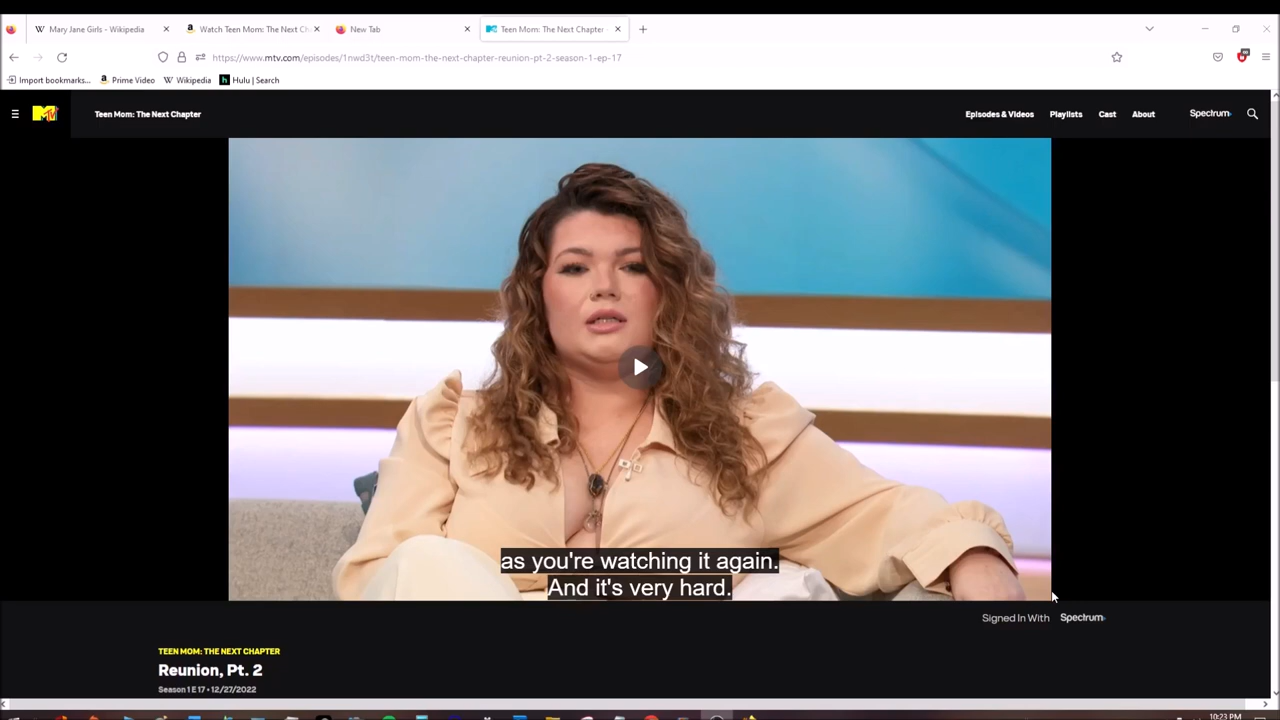 Mary Jane Girls - Wikipedia
Watch Teen Mom: The Next Ch
New Tab
Teen Mom: The Next Chapter -
https://www.mtv.com/episodes/1nwd3t/teen-mom-the-next-chapter-reunion-pt-2-season-1-ep-17
Import bookmarks...
Prime Video
Wikipedia
Hulu | Search
MTV
Teen Mom: The Next Chapter
Episodes & Videos
Playlists
Cast
About
Spectrum
as you're watching it again.
And it's very hard.
Signed In With Spectrum
TEEN MOM: THE NEXT CHAPTER
Reunion, Pt. 2
Season 1 E 17 • 12/27/2022
10:23 PM